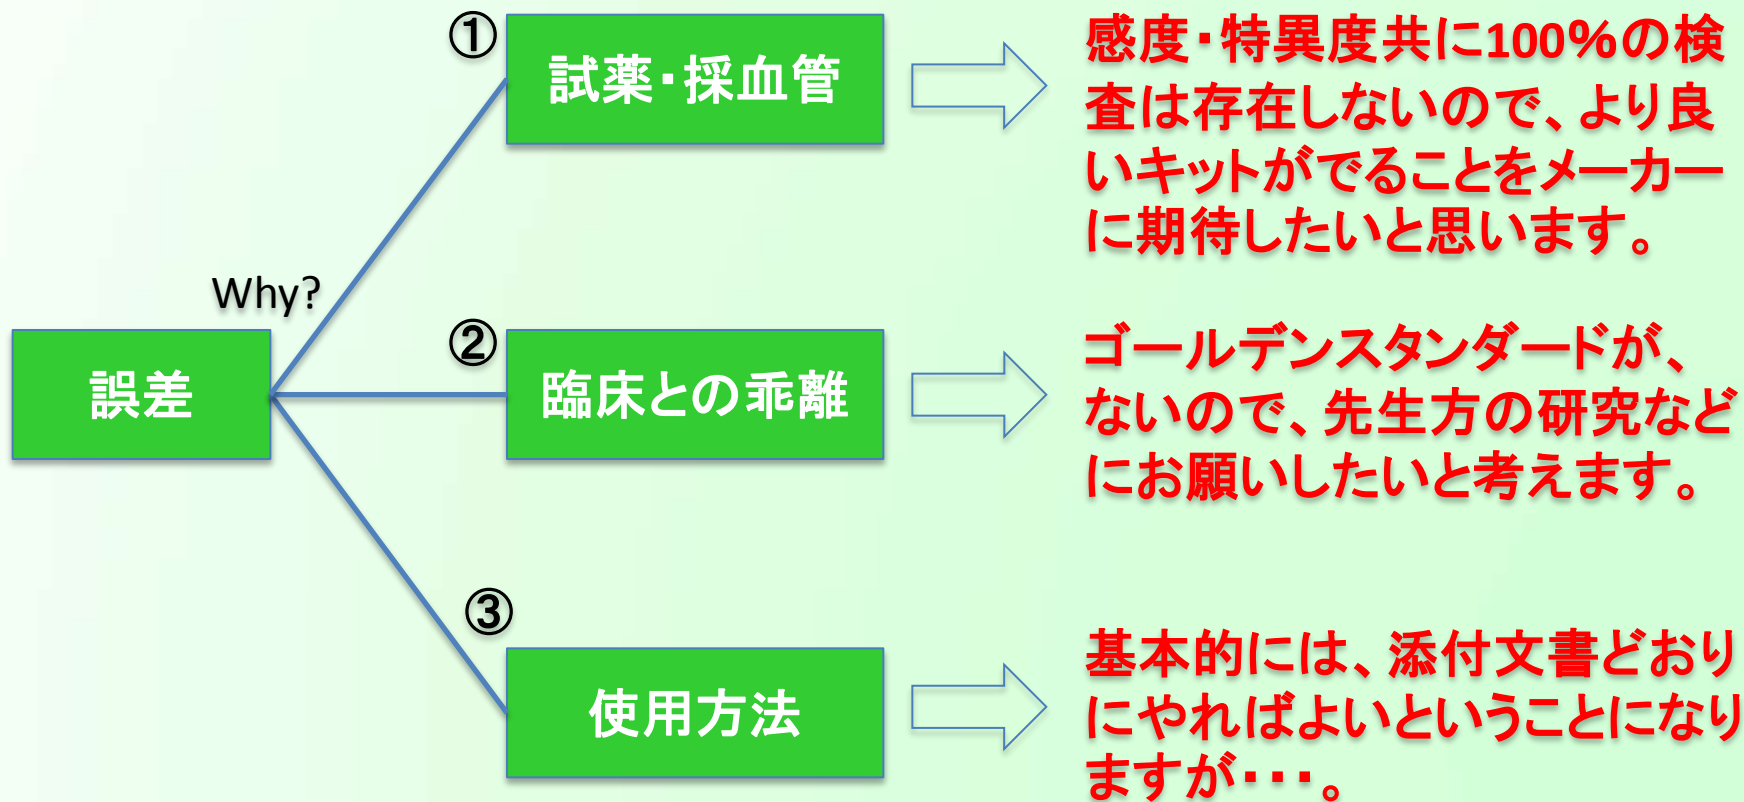 ①
試薬・採血管
感度・特異度共に100%の検
査は存在しないので、より良
いキットがでることをメーカー
に期待したいと思います。
Why?
誤差
②
臨床との乖離
ゴールデンスタンダードが、
ないので、先生方の研究など
にお願いしたいと考えます。
③
使用方法
基本的には、添付文書どおり
にやればよいということになり
ますが・・・。